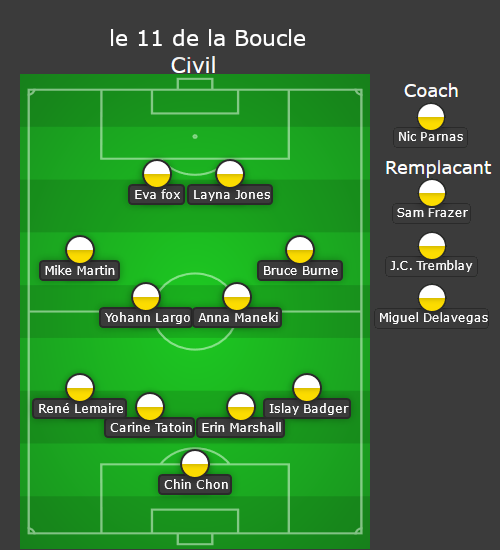 le 11 de la Boucle
Civil
Coach
Nic Parnas
Remplacant
Sam Frazer
J.C. Tremblay
Miguel Delavegas
Eva fox
Layna Jones
Mike Martin
Bruce Burne
Yohann Largo
Anna Maneki
René Lemaire
Islay Badger
Carine Tatoin
Erin Marshall
Chin Chon